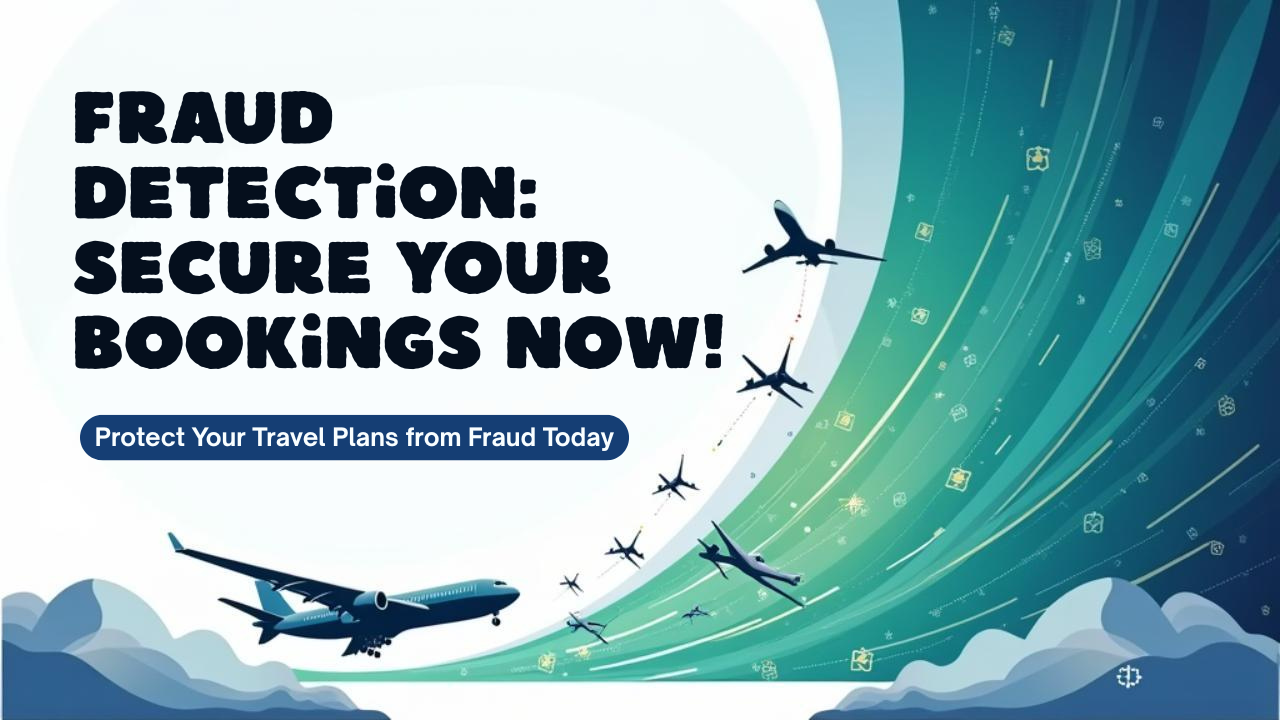 FRAUD
DETECTiON:
SECURE YOUR
BOOKiNGS NOW!
Protect Your Travel Plans from Fraud Today